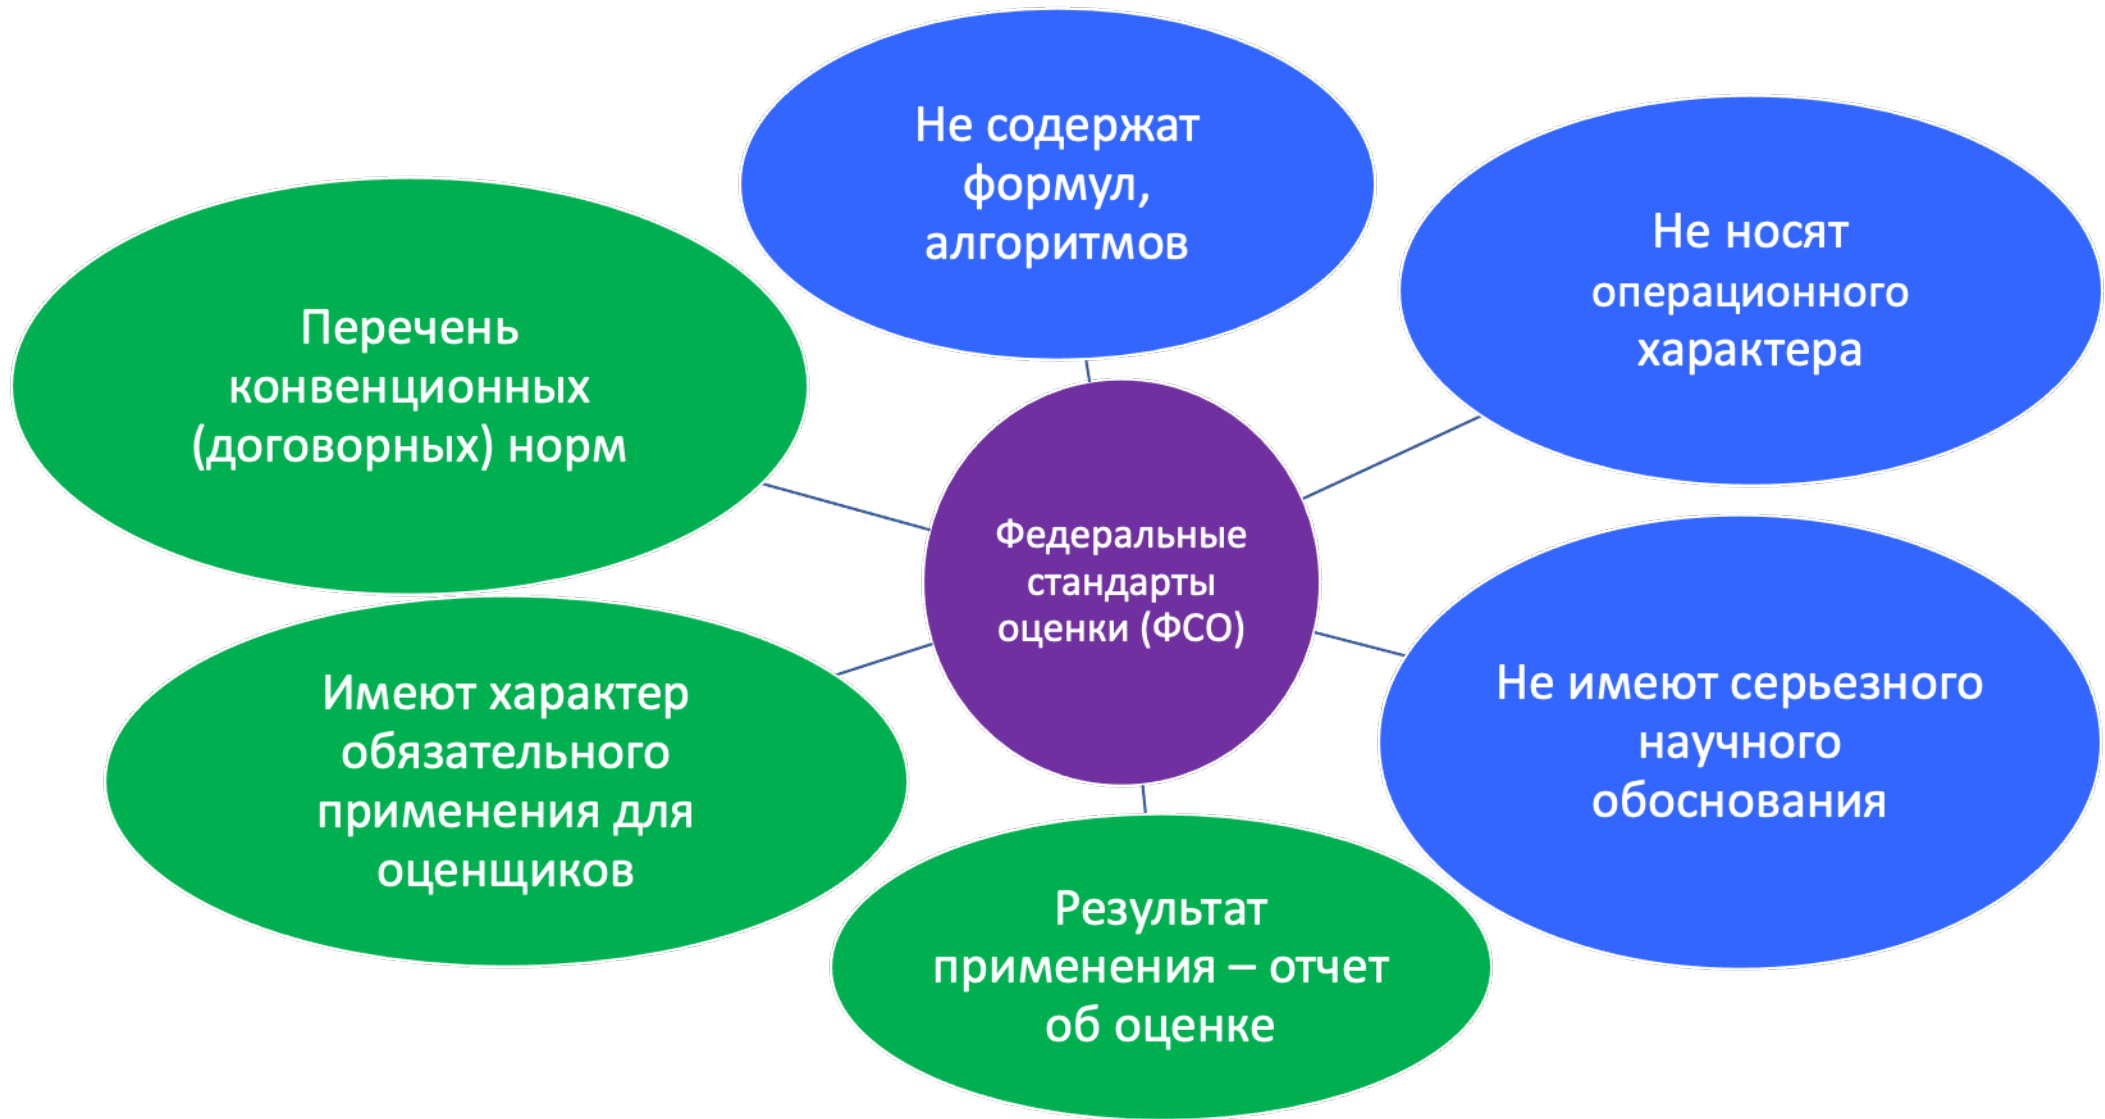 Не содержат
формул,
алгоритмов
Не носят
операционного
характера
Перечень
конвенционных
(договорных) норм
Федеральные
стандарты
оценки (ФСО)
Имеют характер
обязательного
применения для
оценщиков
Не имеют серьезного
научного
обоснования
Результат
применения – отчет
об оценке